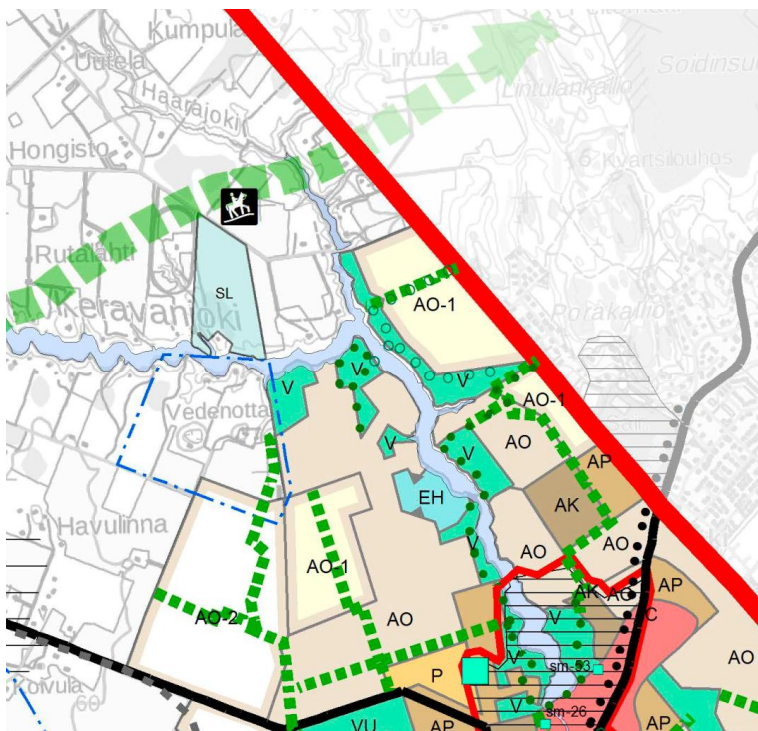 Kumpula
Uutela
Lintula
Soidinsuo
Haarajoki
Lintulankallio
Hongisto
Kvartsilouhos
Rutalahti
SL
AO-1
Keravanjoki
Porakallio
V
V
V
Vedenotta
AO-1
AO
V
V
AP
EH
AK
Havulinna
V
AO
AO
AO-1
AK
AO
AP
AO-2
AO
V
C
V
sm-53
AO
P
Koivula
60
sm-26
VU
AP
AP